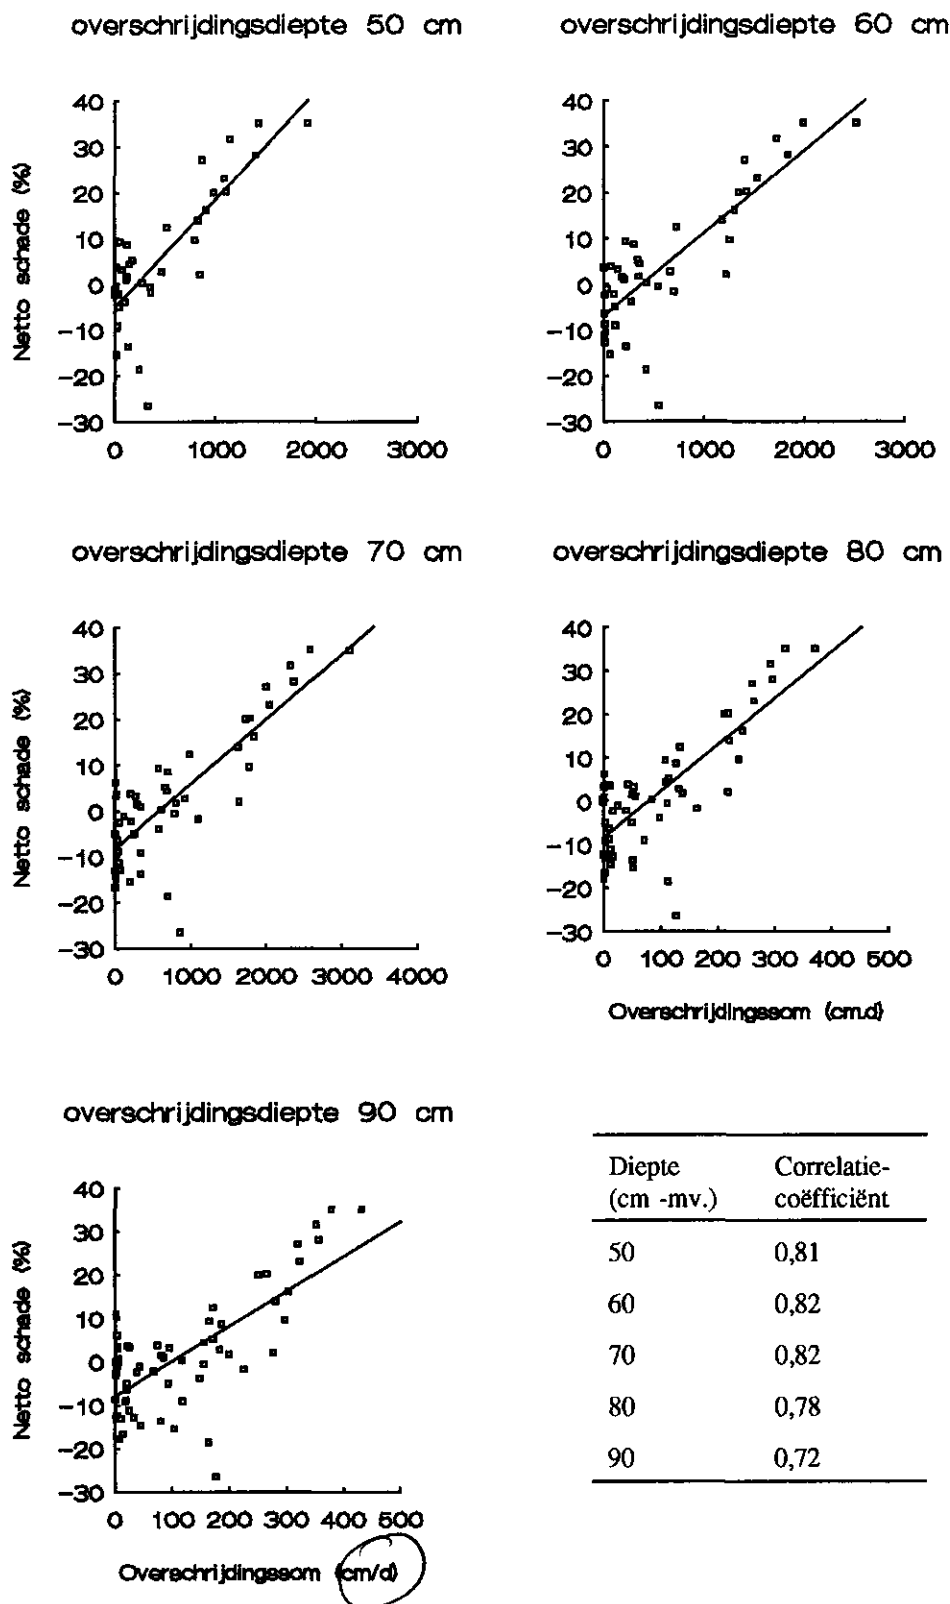 overschrijdingsdiepte 50 cm
Netto schade (%)
40
30
20
10
0
-10
-20
-30
0 1000 2000 3000
overschrijdingsdiepte 60 cm
40
30
20
10
0
-10
-20
-30
0 1000 2000 3000
overschrijdingsdiepte 70 cm
Netto schade (%)
40
30
20
10
0
-10
-20
-30
0 1000 2000 3000 4000
overschrijdingsdiepte 80 cm
40
30
20
10
0
-10
-20
-30
0 100 200 300 400 500
Overschrijdingssom (cm.d)
overschrijdingsdiepte 90 cm
Netto schade (%)
40
30
20
10
0
-10
-20
-30
0 100 200 300 400 500
Overschrijdingssom (cm/d)
Diepte Correlatie-
(cm -mv.) coëfficiënt
50 0,81
60 0,82
70 0,82
80 0,78
90 0,72